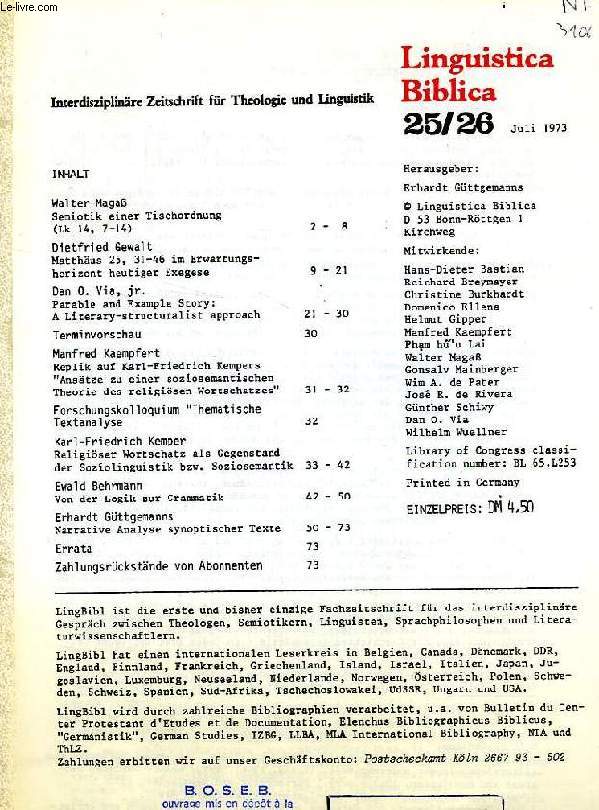 Le-livre.com
Linguistica
Biblica
25/26 Juli 1973
Interdisziplinäre Zeitschrift für Theologie und Linguistik
INHALT
Walter Magaß
Semiotik einer Tischordnung
(Lk 14, 7-14) 2 - 8
Dietfried Gewalt
Matthäus 25, 31-46 im Erwartungs-
horizont heutiger Exegese 9 - 21
Dan O. Via, jr.
Parable and Example Story:
A Literary-structuralist approach 21 - 30
Terminvorschau 30
Manfred Kaempfert
Replik auf Karl-Friedrich Kempers
"Ansätze zu einer soziosemantischen
Theorie des religiösen Wortschatzes" 31 - 32
Forschungskolloquium "Thematische
Textanalyse 32
Karl-Friedrich Kemper
Religiöser Wortschatz als Gegenstand
der Soziolinguistik bzw. Soziosemantik 33 - 42
Ewald Behrmann
Von der Logik zur Grammatik 42 - 50
Erhardt Güttgemanns
Narrative Analyse synoptischer Texte 50 - 73
Errata 73
Zahlungsrückstände von Abonnenten 73
Herausgeber:
Erhardt Güttgemanns
© Linguistica Biblica
D 53 Bonn-Röttgen 1
Kirchweg
Mitwirkende:
Hans-Dieter Bastian
Reinhard Breymayer
Christine Burkhardt
Domenico Ellena
Helmut Gipper
Manfred Kaempfert
Phạm hữu Lai
Walter Magaß
Gonsalv Mainberger
Wim A. de Pater
José R. de Rivera
Günther Schiwy
Dan O. Via
Wilhelm Wuellner
Library of Congress classi-
fication number: BL 65.L253
Printed in Germany
EINZELPREIS: DM 4,50
LingBibl ist die erste und bisher einzige Fachzeitschrift für das interdisziplinäre
Gespräch zwischen Theologen, Semiotikern, Linguisten, Sprachphilosophen und Litera-
turwissenschaftlern.
LingBibl hat einen internationalen Leserkreis in Belgien, Canada, Dänemark, DDR,
England, Finnland, Frankreich, Griechenland, Island, Israel, Italien, Japan, Ju-
goslavien, Luxemburg, Neuseeland, Niederlande, Norwegen, Österreich, Polen, Schwe-
den, Schweiz, Spanien, Süd-Afrika, Tschechoslowakei, UdSSR, Ungarn und USA.
LingBibl wird durch zahlreiche Bibliographien verarbeitet, u.a. von Bulletin du Cen-
ter Protestant d'Etudes et de Documentation, Elenchus Bibliographicus Biblicus,
"Germanistik", German Studies, IZBG, LLBA, MLA International Bibliography, NTA und
ThLZ.
Zahlungen erbitten wir auf unser Geschäftskonto: Postscheckamt Köln 2667 93 - 502
B. O. S. E. B.
ouvrage mis en dépôt à la